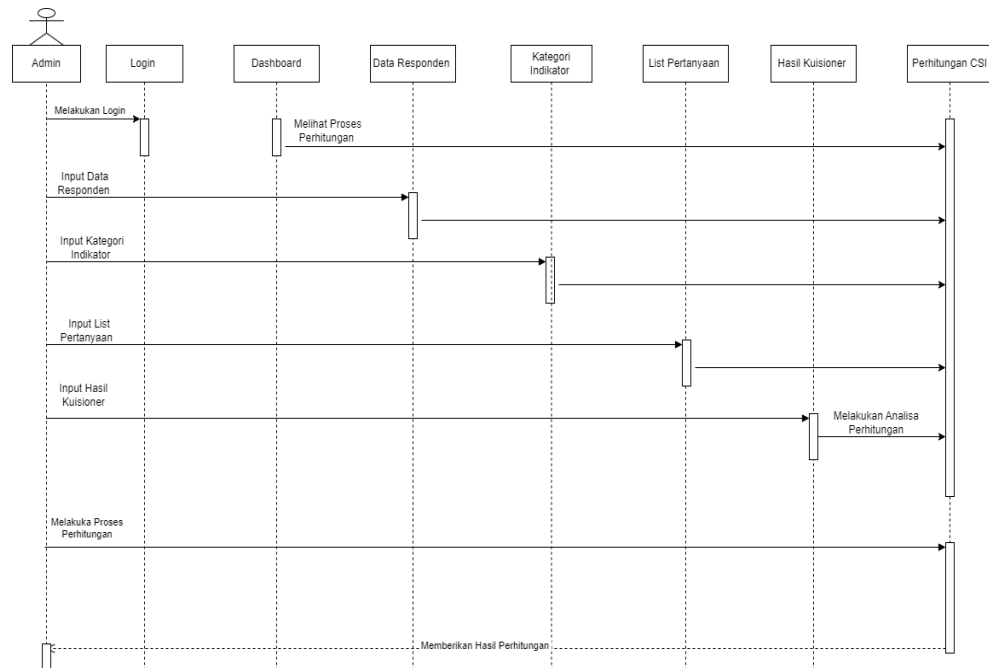 Admin
Login
Dashboard
Data Responden
Kategori
Indikator
List Pertanyaan
Hasil Kuisioner
Perhitungan CSI
Melakukan Login
Melihat Proses
Perhitungan
Input Data
Responden
Input Kategori
Indikator
Input List
Pertanyaan
Input Hasil
Kuisioner
Melakukan Analisa
Perhitungan
Melakuka Proses
Perhitungan
Memberikan Hasil Perhitungan